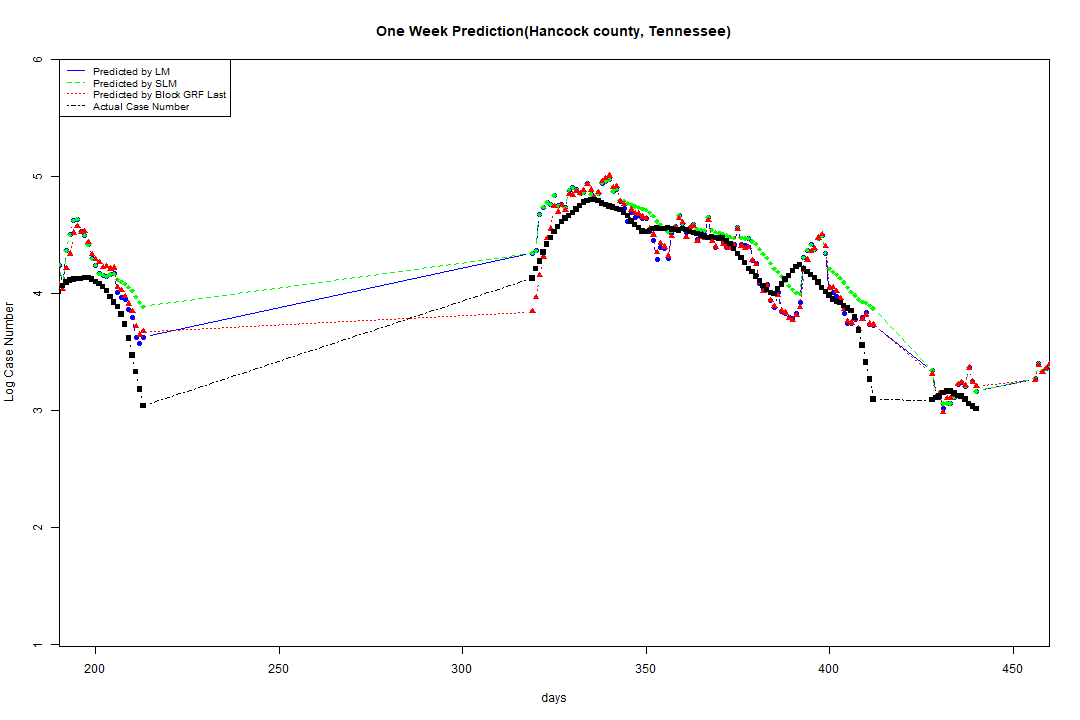 One Week Prediction(Hancock county, Tennessee)
Predicted by LM
Predicted by SLM
Predicted by Block GRF Last
Actual Case Number
6
5
4
3
2
1
Log Case Number
200
250
300
350
400
450
days